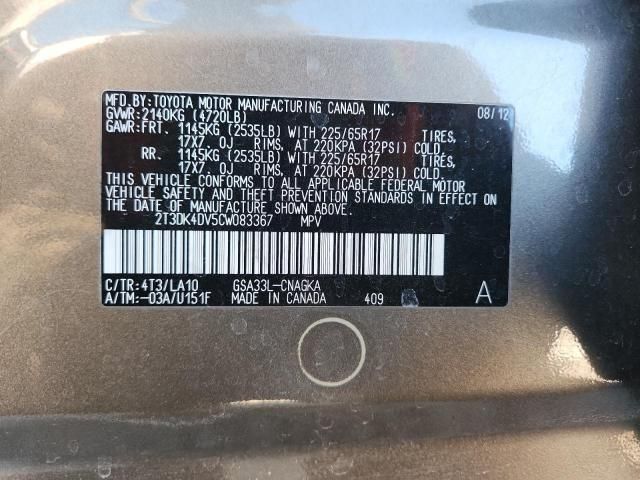 MFD.BY:TOYOTA MOTOR MANUFACTURING CANADA INC. 08/12
GVWR:2140KG (4720LB)
GAWR:FRT. 1145KG (2535LB) WITH 225/65R17 TIRES,
17X7.0J RIMS, AT 220KPA (32PSI) COLD.
RR. 1145KG (2535LB) WITH 225/65R17 TIRES,
17X7.0J RIMS, AT 220KPA (32PSI) COLD.
THIS VEHICLE CONFORMS TO ALL APPLICABLE FEDERAL MOTOR
VEHICLE SAFETY AND THEFT PREVENTION STANDARDS IN EFFECT ON
THE DATE OF MANUFACTURE SHOWN ABOVE.
2T3DK4DV5CW083367 MPV
C/TR:4T3/LA10 GSA33L-CNAGKA
A/TM:-03A/U151F MADE IN CANADA 409 A